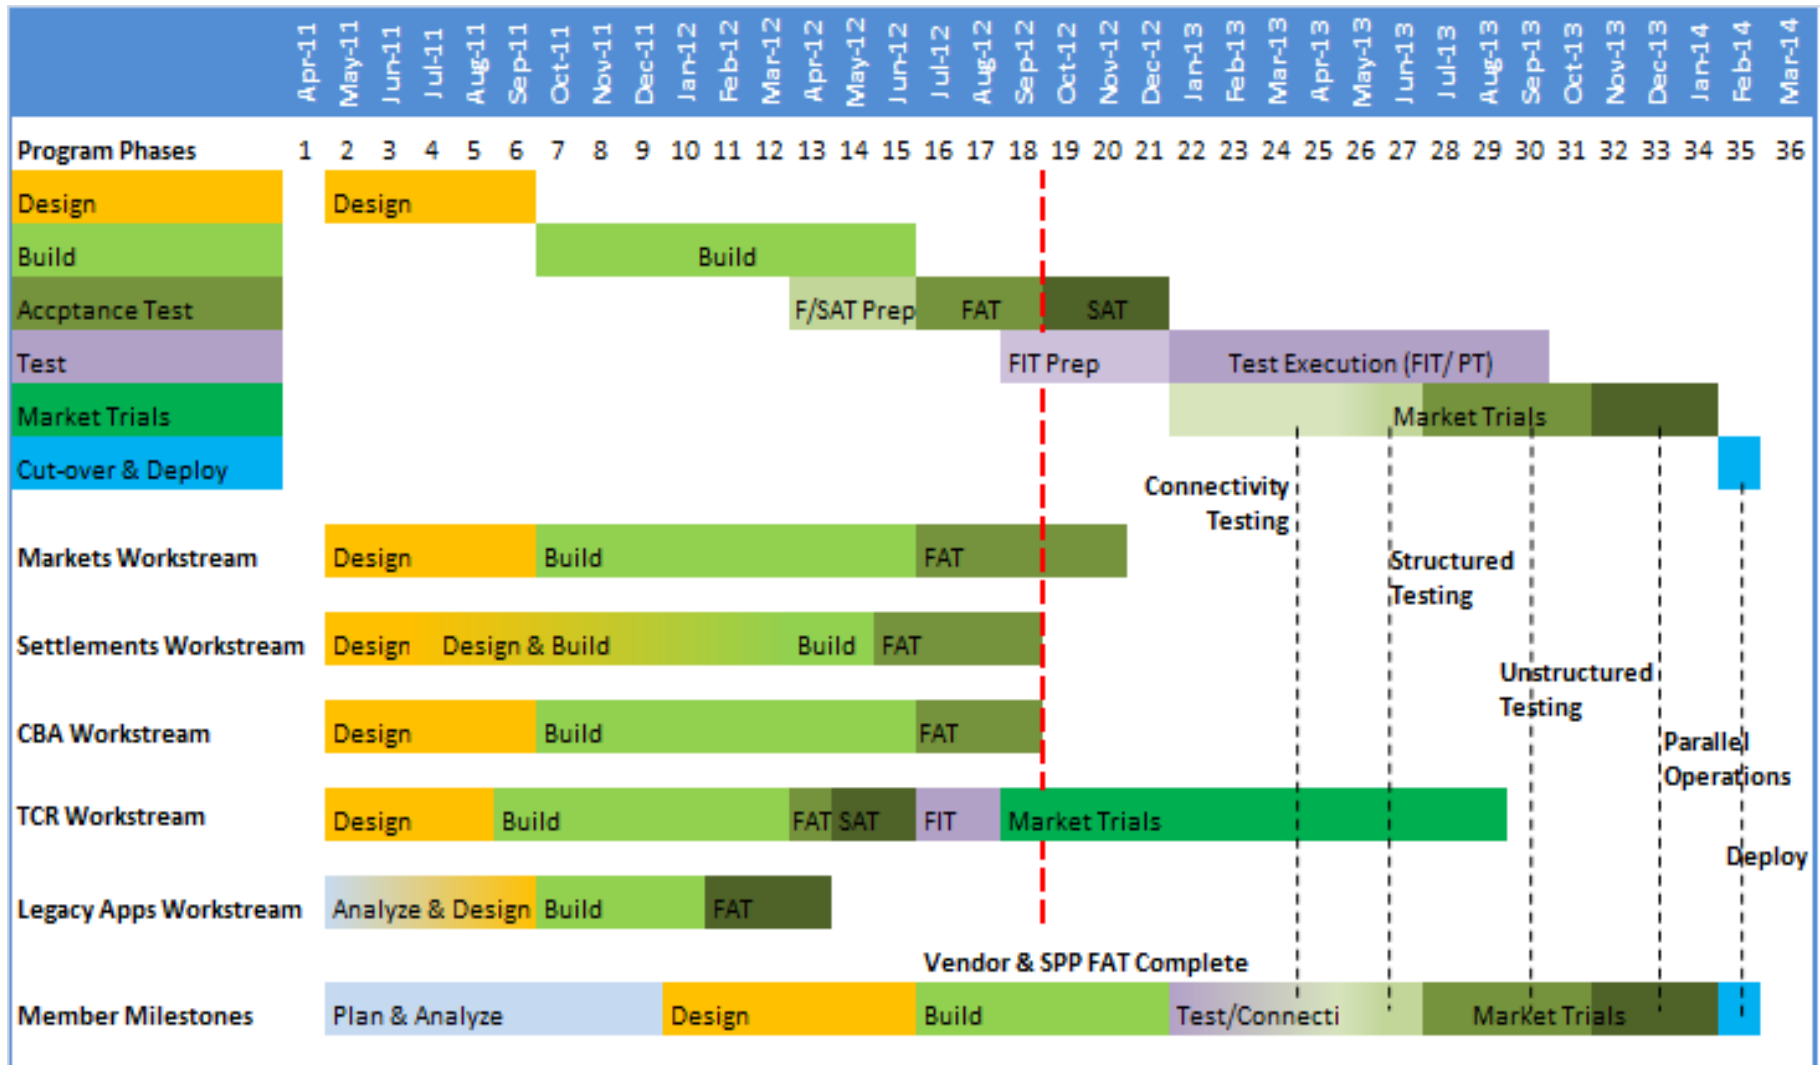 Apr-11 May-11 Jun-11 Jul-11 Aug-11 Sep-11 Oct-11 Nov-11 Dec-11 Jan-12 Feb-12 Mar-12 Apr-12 May-12 Jun-12 Jul-12 Aug-12 Sep-12 Oct-12 Nov-12 Dec-12 Jan-13 Feb-13 Mar-13 Apr-13 May-13 Jun-13 Jul-13 Aug-13 Sep-13 Oct-13 Nov-13 Dec-13 Jan-14 Feb-14 Mar-14
Program Phases 1 2 3 4 5 6 7 8 9 10 11 12 13 14 15 16 17 18 19 20 21 22 23 24 25 26 27 28 29 30 31 32 33 34 35 36
Design Design
Build Build
Accptance Test F/SAT Prep FAT SAT
Test FIT Prep Test Execution (FIT/ PT)
Market Trials Market Trials
Cut-over & Deploy
Connectivity
Testing
Markets Workstream Design Build FAT
Structured
Testing
Settlements Workstream Design Design & Build Build FAT
Unstructured
Testing
CBA Workstream Design Build FAT
Parallel
Operations
TCR Workstream Design Build FAT SAT FIT Market Trials
Deploy
Legacy Apps Workstream Analyze & Design Build FAT
Vendor & SPP FAT Complete
Member Milestones Plan & Analyze Design Build Test/Connecti Market Trials